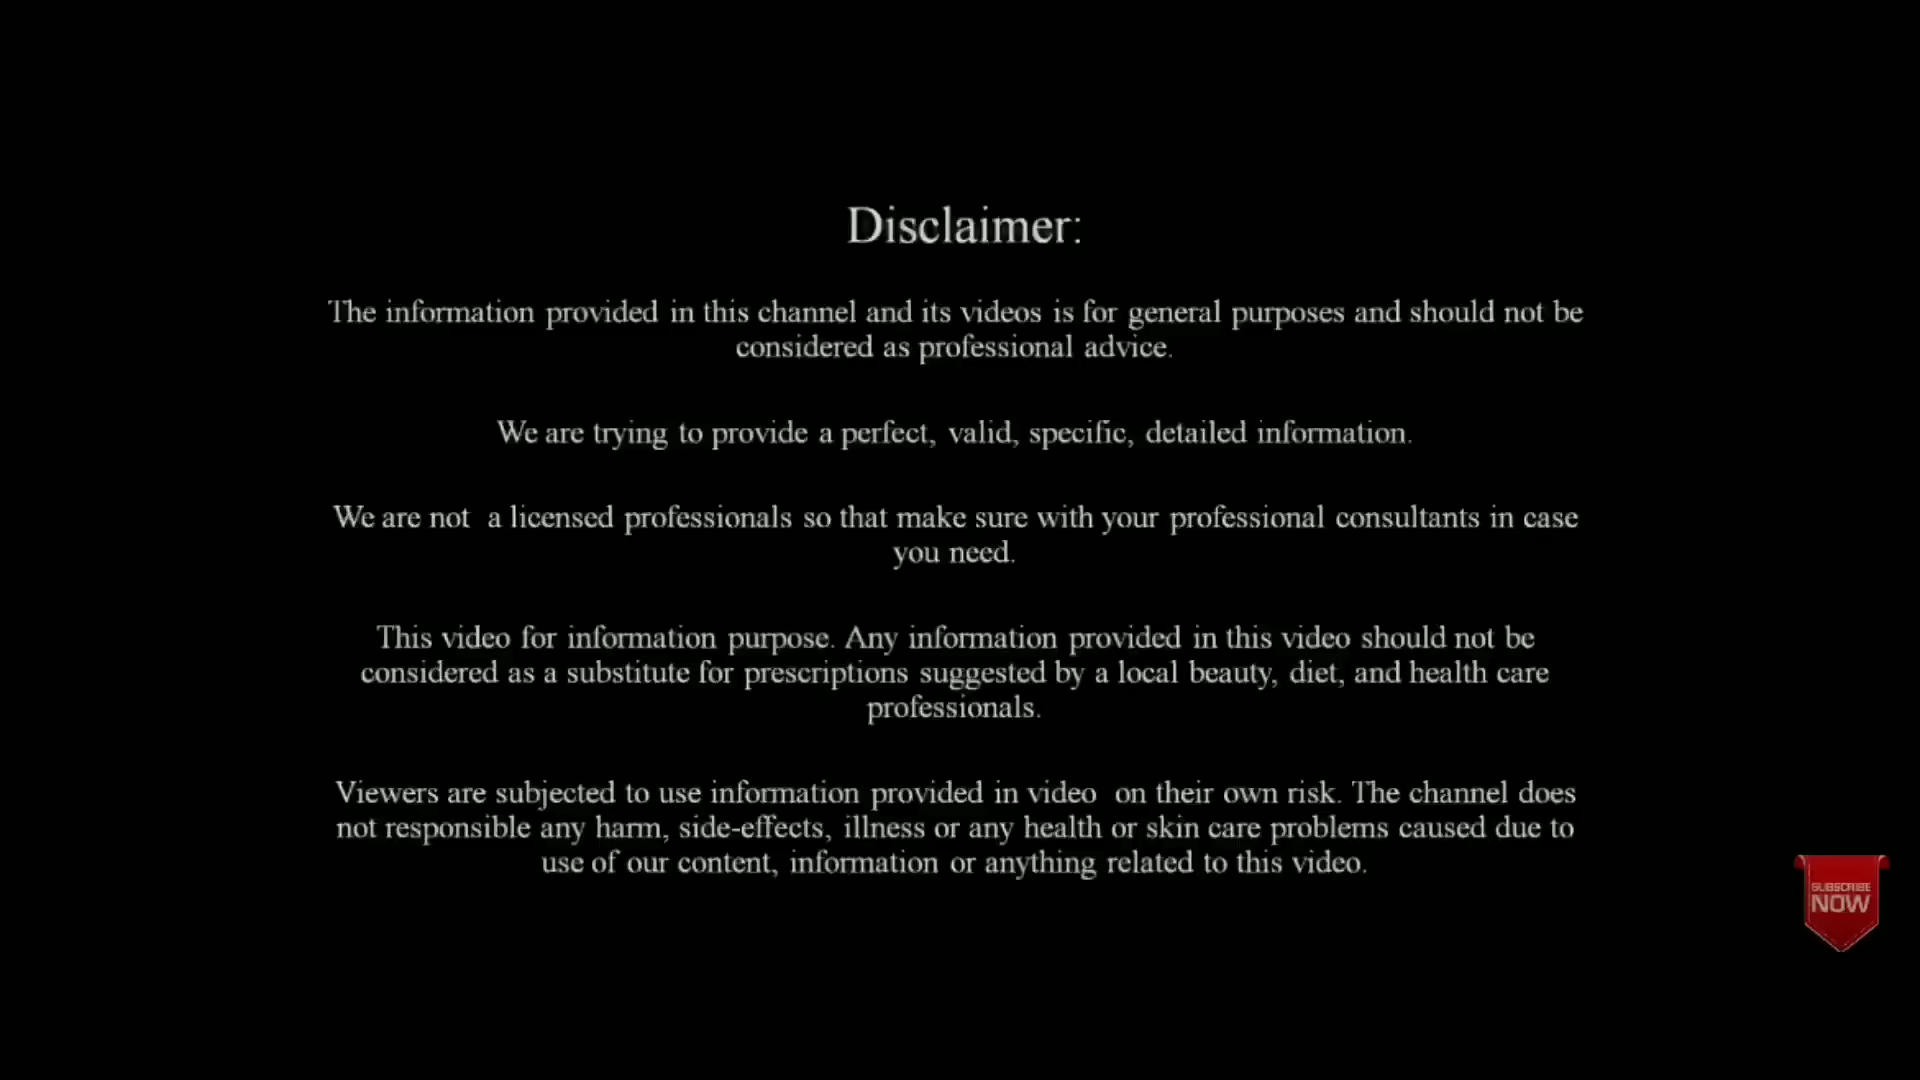 Disclaimer:
The information provided in this channel and its videos is for general purposes and should not be
considered as professional advice.
We are trying to provide a perfect, valid, specific, detailed information.
We are not  a licensed professionals so that make sure with your professional consultants in case
you need.
This video for information purpose. Any information provided in this video should not be
considered as a substitute for prescriptions suggested by a local beauty, diet, and health care
professionals.
Viewers are subjected to use information provided in video  on their own risk. The channel does
not responsible any harm, side-effects, illness or any health or skin care problems caused due to
use of our content, information or anything related to this video.
SUBSCRIBE
NOW